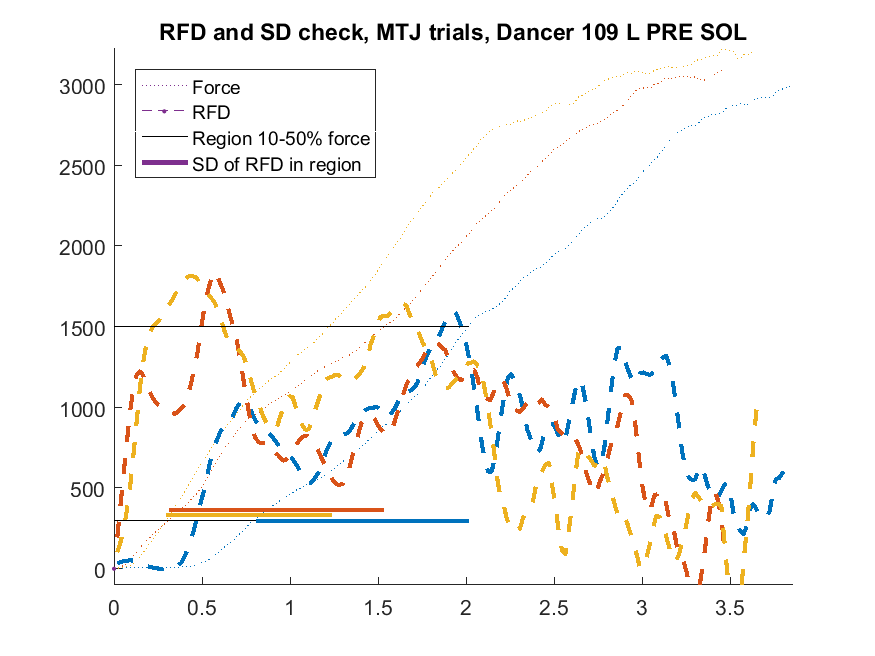 RFD and SD check, MTJ trials, Dancer 109 L PRE SOL
Force
RFD
Region 10-50% force
SD of RFD in region
3000
2500
2000
1500
1000
500
0
0 0.5 1 1.5 2 2.5 3 3.5